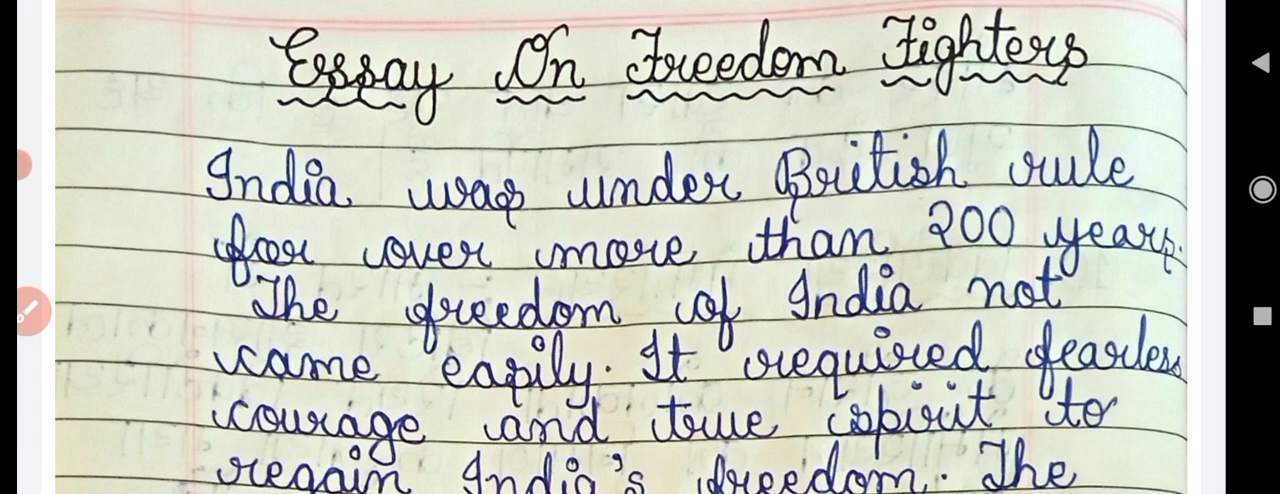 Essay On Freedom Fighters
India was under British rule
for over more than 200 years.
The freedom of India not
came easily. It required fearless
courage and true spirit to
regain India's freedom. The